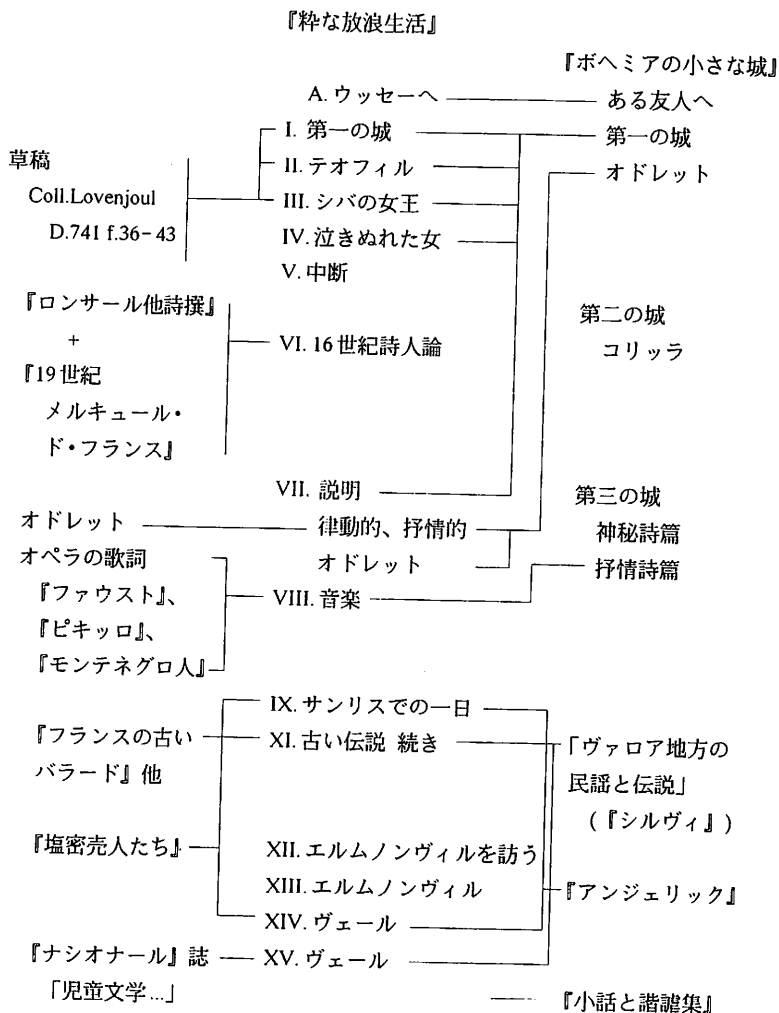 『粋な放浪生活』
『ボヘミアの小さな城』
A. ウッセーへ ある友人へ
I. 第一の城 第一の城
草稿 II. テオフィル オドレット
Coll.Lovenjoul III. シバの女王
D.741 f.36-43 IV. 泣きぬれた女
V. 中断
『ロンサール他詩撰』 第二の城
+ VI. 16世紀詩人論 コリッラ
『19世紀
メルキュール・
ド・フランス』
VII. 説明 第三の城
オドレット 律動的、抒情的 神秘詩篇
オペラの歌詞 オドレット 抒情詩篇
『ファウスト』、 VIII. 音楽
『ピキッロ』、
『モンテネグロ人』
IX. サンリスでの一日
『フランスの古い XI. 古い伝説 続き 「ヴァロア地方の
バラード』他 民謡と伝説」
(『シルヴィ』)
『塩密売人たち』 XII. エルムノンヴィルを訪う
XIII. エルムノンヴィル 『アンジェリック』
XIV. ヴェール
『ナシオナール』誌 XV. ヴェール
「児童文学...」 『小話と諧謔集』